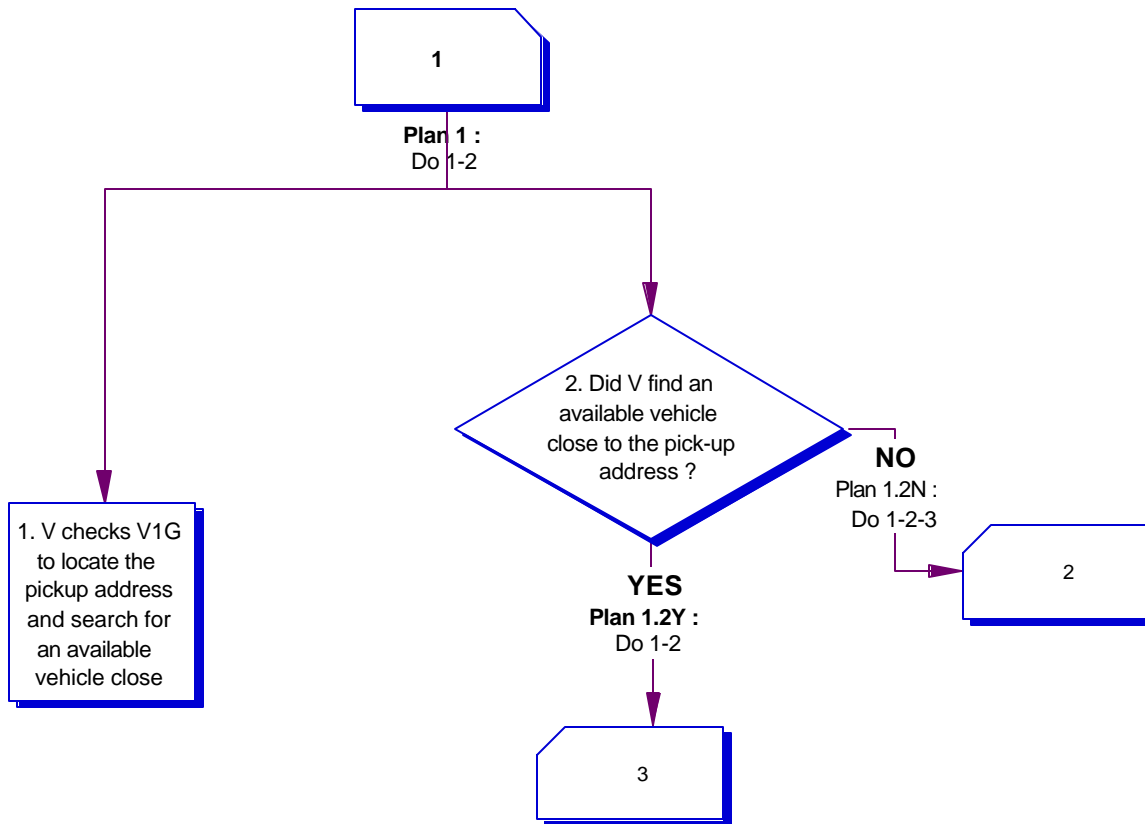 1
Plan 1 :
Do 1-2
2. Did V find an
available vehicle
close to the pick-up
address ?
NO
Plan 1.2N :
Do 1-2-3
1. V checks V1G
to locate the
pickup address
and search for
an available
vehicle close
2
YES
Plan 1.2Y :
Do 1-2
3